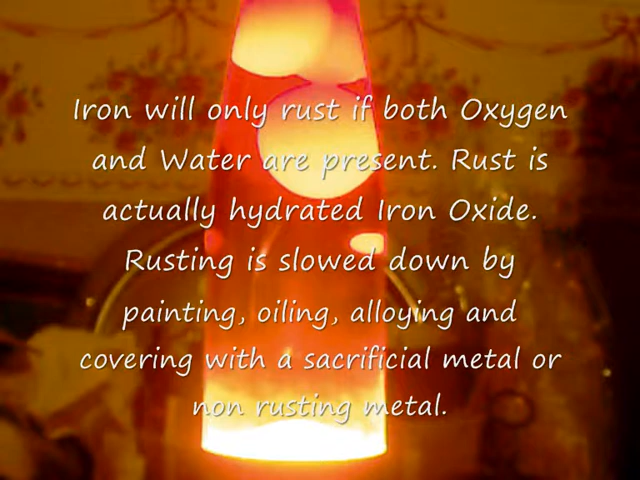 Iron will only rust if both Oxygen
and Water are present. Rust is
actually hydrated Iron Oxide.
Rusting is slowed down by
painting, oiling, alloying and
covering with a sacrificial metal or
non rusting metal.